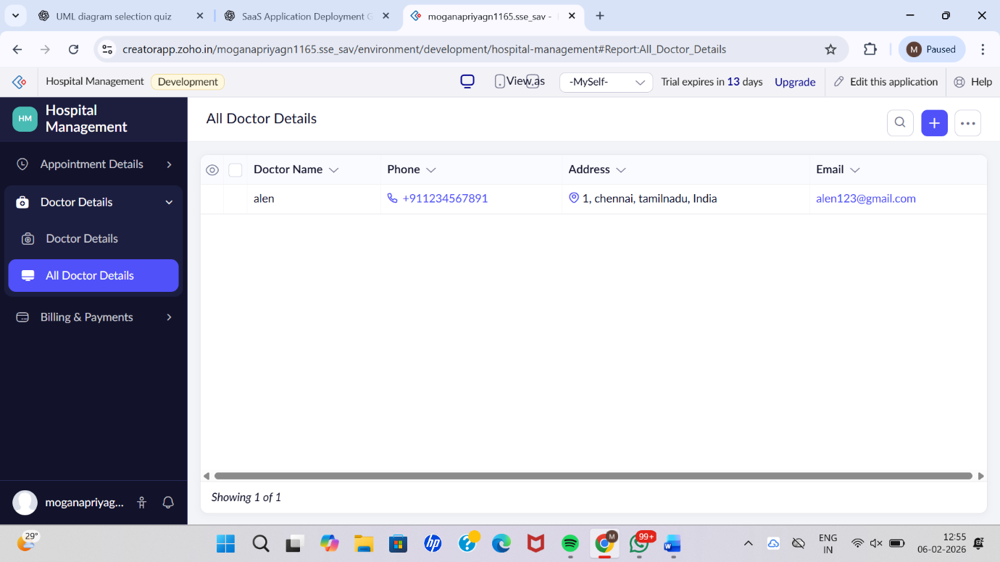 UML diagram selection quiz
SaaS Application Deployment G
moganapriyagn1165.sse_sav -
creatorapp.zoho.in/moganapriyagn1165.sse_sav/environment/development/hospital-management#Report:All_Doctor_Details
M Paused
Hospital Management Development
View as -MySelf- Trial expires in 13 days Upgrade Edit this application Help
HM Hospital
Management
All Doctor Details
Appointment Details
Doctor Details
Doctor Details
All Doctor Details
Billing & Payments
Doctor Name Phone Address Email
alen +911234567891 1, chennai, tamilnadu, India alen123@gmail.com
Showing 1 of 1
moganapriyag...
29°
hp
M
99+
W
ENG
IN
12:55
06-02-2026